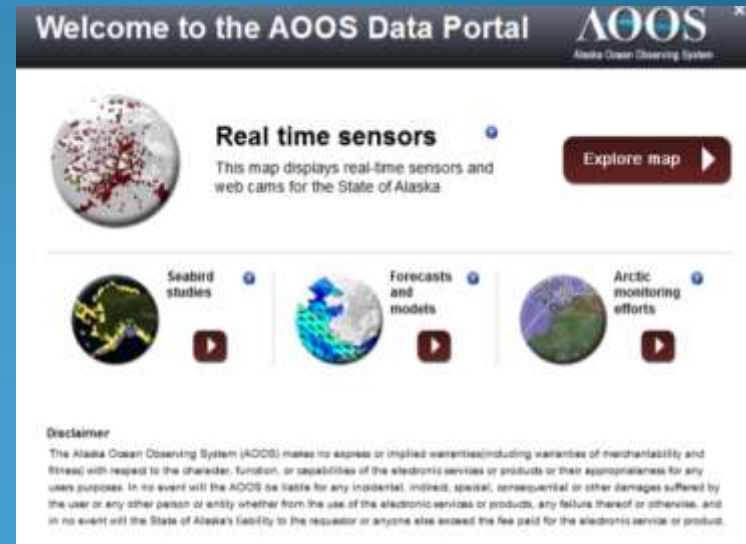 Welcome to the AOOS Data Portal
AOOS
Alaska Ocean Observing System
Real time sensors
This map displays real-time sensors and
web cams for the State of Alaska
Explore map
Seabird
studies
Forecasts
and
models
Arctic
monitoring
efforts
Disclaimer
The Alaska Ocean Observing System (AOOS) makes no express or implied warranties(including warranties of merchantability and
fitness) with respect to the character, function, or capabilities of the electronic services or products or their appropriateness for any
users purposes. In no event will the AOOS be liable for any incidental, indirect, special, consequential or other damages suffered by
the user or any other person or entity whether from the use of the electronic services or products, any failure thereof or otherwise, and
in no event will the State of Alaska's liability to the requestor or anyone else exceed the fee paid for the electronic service or product.